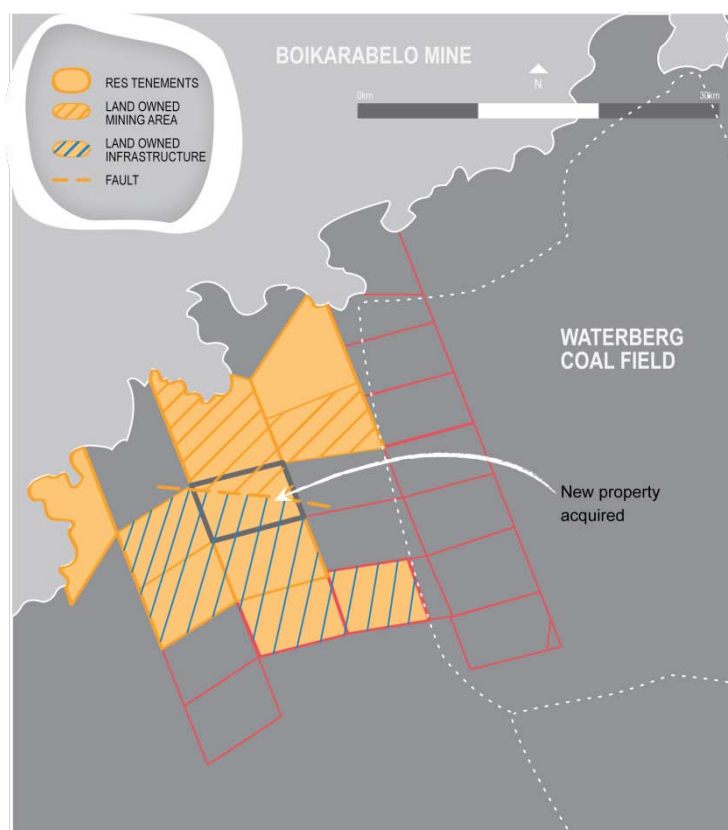 BOIKARABELO MINE
RES TENEMENTS
LAND OWNED
MINING AREA
LAND OWNED
INFRASTRUCTURE
FAULT
N
0km
30km
WATERBERG
COAL FIELD
New property
acquired